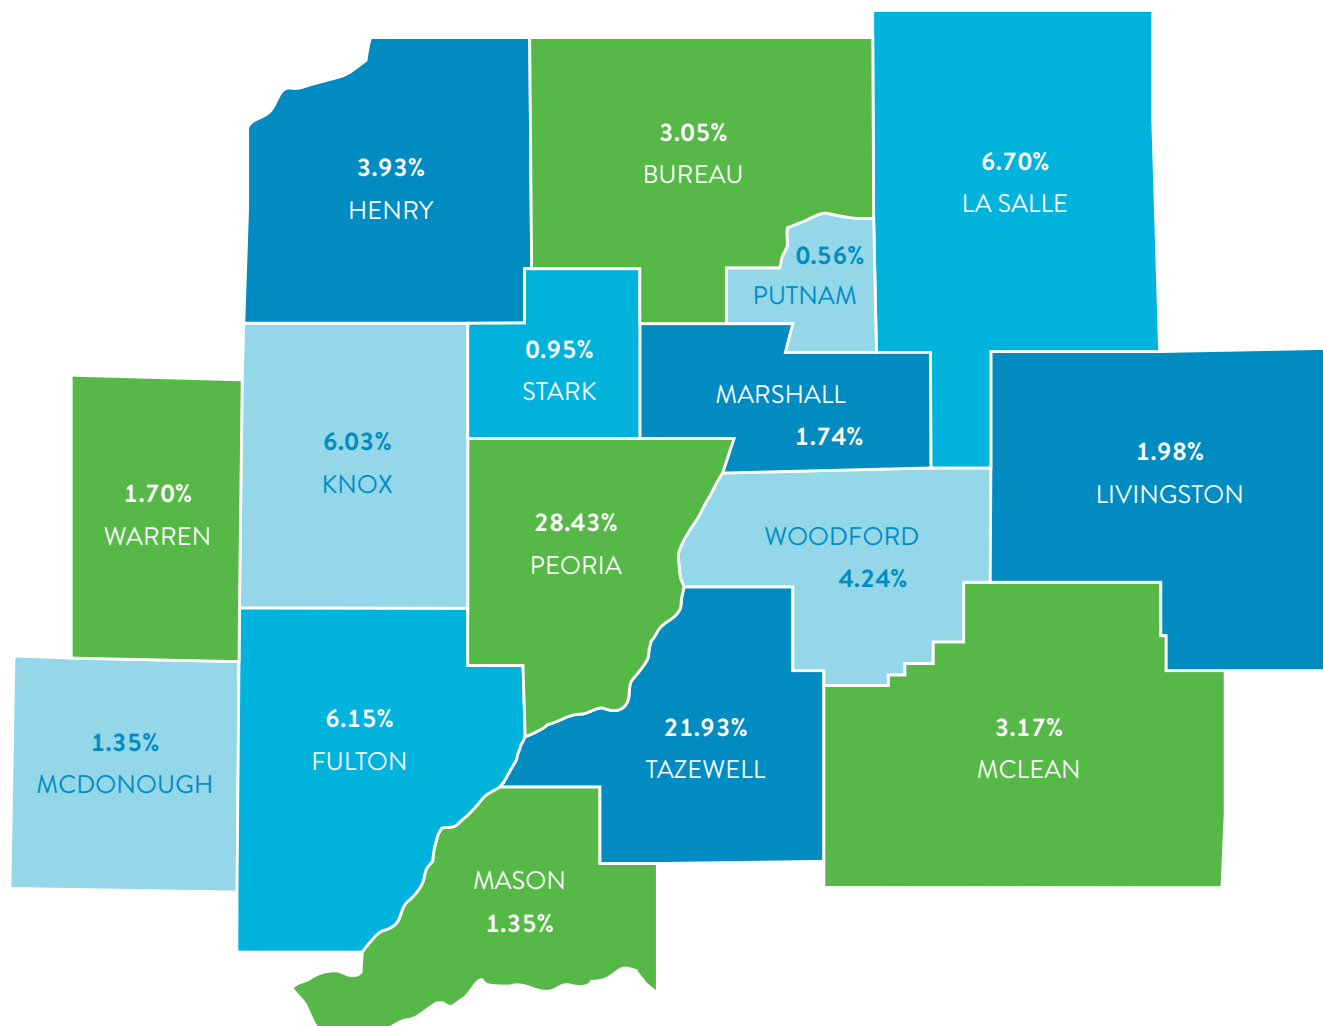 3.05%
BUREAU
6.70%
LA SALLE
3.93%
HENRY
0.56%
PUTNAM
0.95%
STARK
MARSHALL
1.74%
6.03%
KNOX
1.98%
LIVINGSTON
1.70%
WARREN
28.43%
PEORIA
WOODFORD
4.24%
6.15%
FULTON
21.93%
TAZEWELL
3.17%
MCLEAN
1.35%
MCDONOUGH
MASON
1.35%